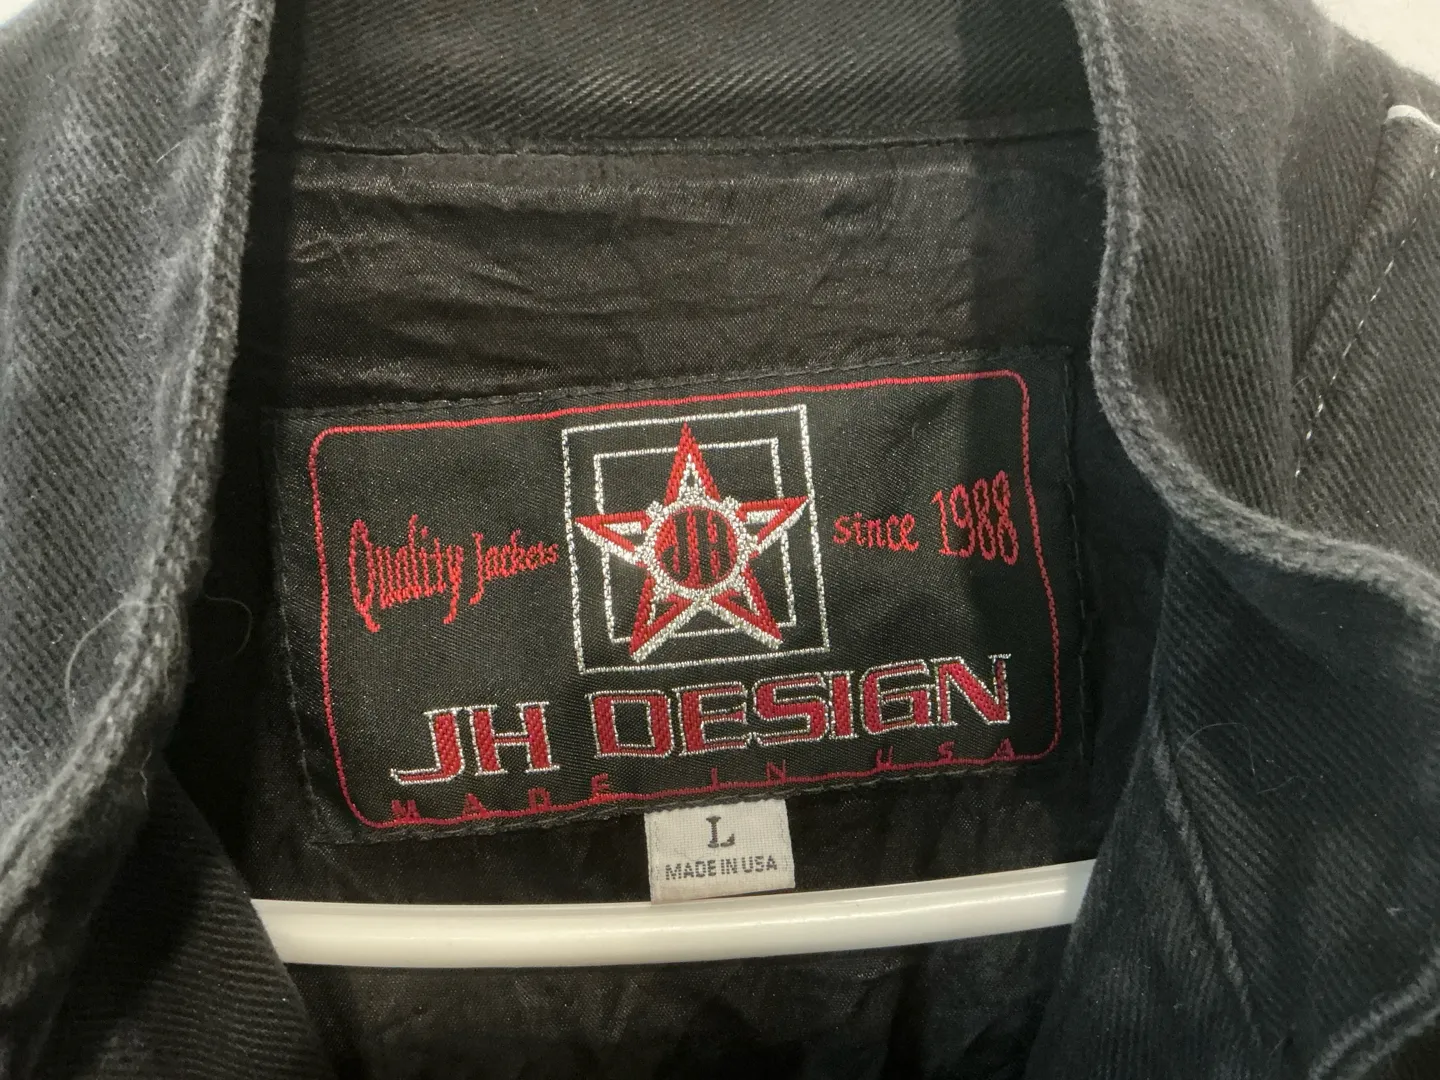 Quality Jackets
JH
since 1988
JH DESIGN
MADE IN USA
L
MADE IN USA